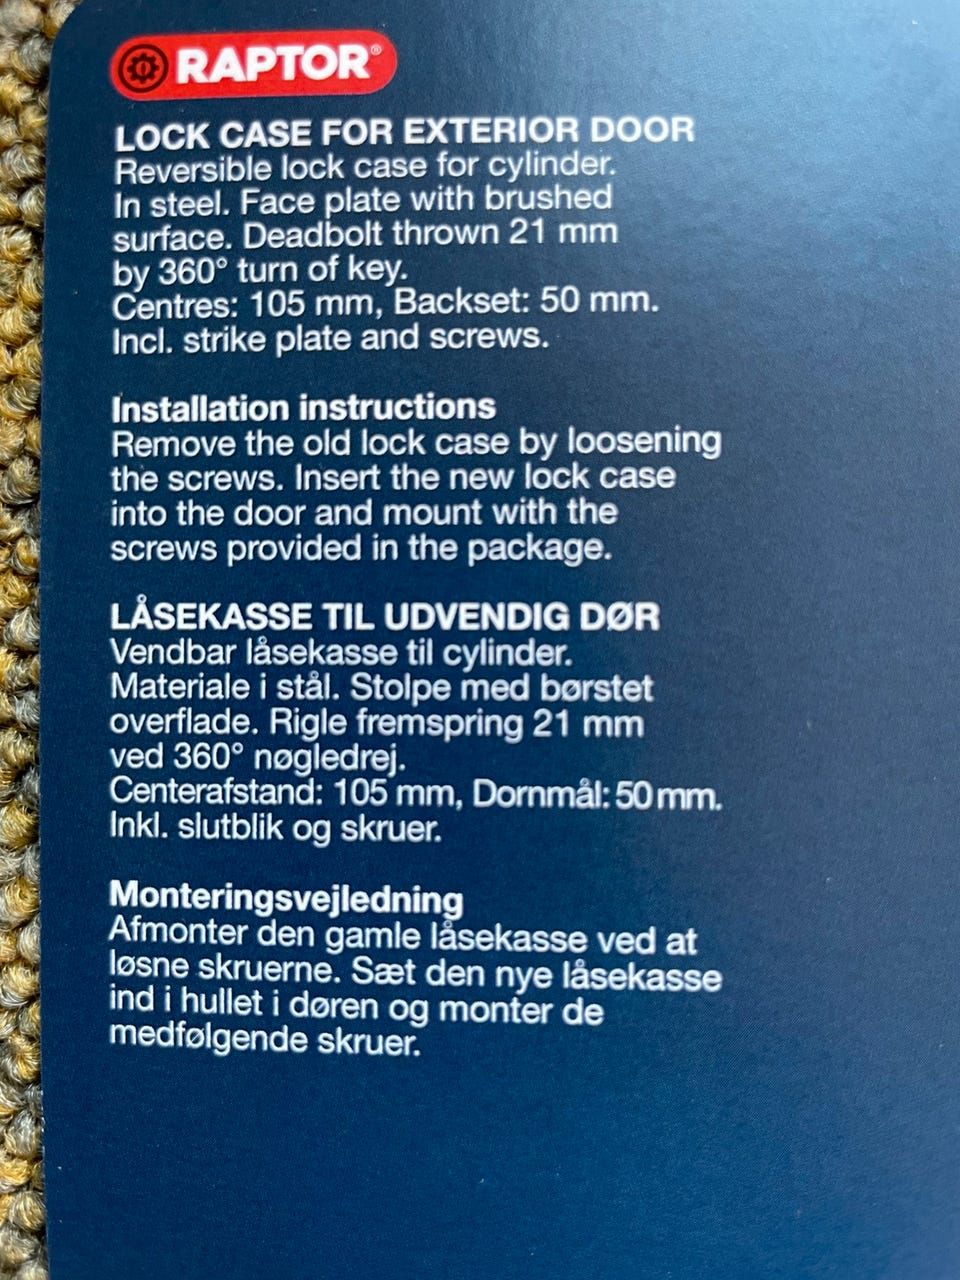 RAPTOR®
LOCK CASE FOR EXTERIOR DOOR
Reversible lock case for cylinder.
In steel. Face plate with brushed
surface. Deadbolt thrown 21 mm
by 360° turn of key.
Centres: 105 mm, Backset: 50 mm.
Incl. strike plate and screws.
Installation instructions
Remove the old lock case by loosening
the screws. Insert the new lock case
into the door and mount with the
screws provided in the package.
LÅSEKASSE TIL UDVENDIG DØR
Vendbar låsekasse til cylinder.
Materiale i stål. Stolpe med børstet
overflade. Rigle fremspring 21 mm
ved 360° nøgledrej.
Centerafstand: 105 mm, Dornmål: 50 mm.
Inkl. slutblik og skruer.
Monteringsvejledning
Afmonter den gamle låsekasse ved at
løsne skruerne. Sæt den nye låsekasse
ind i hullet i døren og monter de
medfølgende skruer.